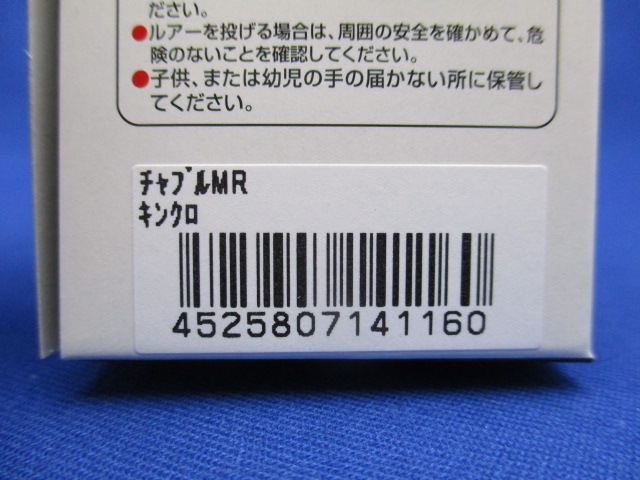 ださい。
●ルアーを投げる場合は、周囲の安全を確かめて、危
険のないことを確認してください。
●子供、または幼児の手の届かない所に保管し
てください。
ﾁｬﾌﾟﾙMR
ｷﾝｸﾛ
4525807141160